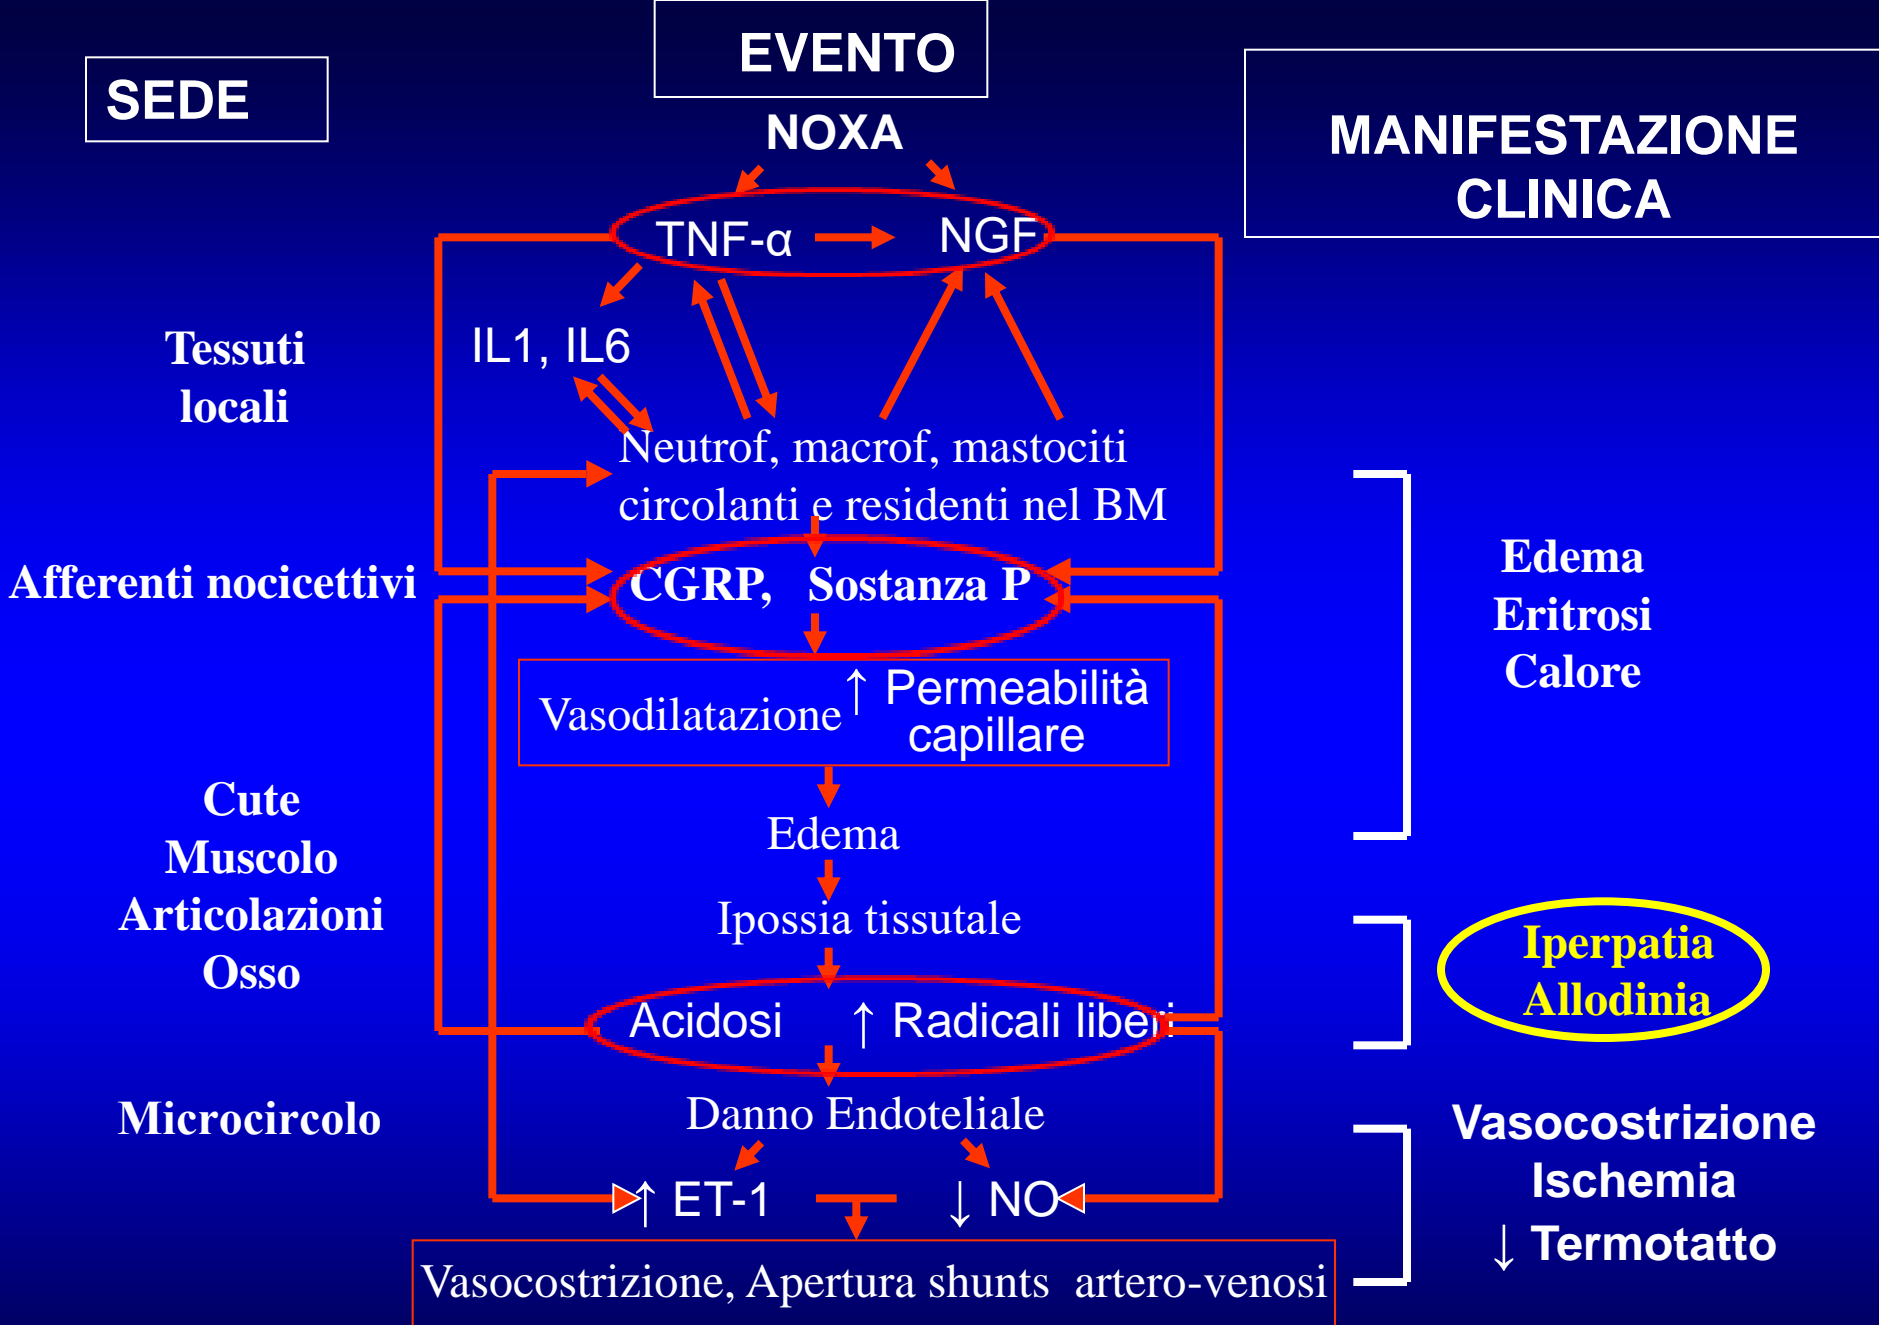 SEDE
EVENTO
MANIFESTAZIONE
CLINICA
NOXA
TNF-α
NGF
Tessuti
locali
IL1, IL6
Neutrof, macrof, mastociti
circolanti e residenti nel BM
Afferenti nocicettivi
CGRP, Sostanza P
Edema
Eritrosi
Calore
Vasodilatazione
↑ Permeabilità
capillare
Cute
Muscolo
Articolazioni
Osso
Edema
Ipossia tissutale
Acidosi
↑ Radicali liberi
Iperpatia
Allodinia
Microcircolo
Danno Endoteliale
↑ ET-1
↓ NO
Vasocostrizione, Apertura shunts artero-venosi
Vasocostrizione
Ischemia
↓ Termotatto